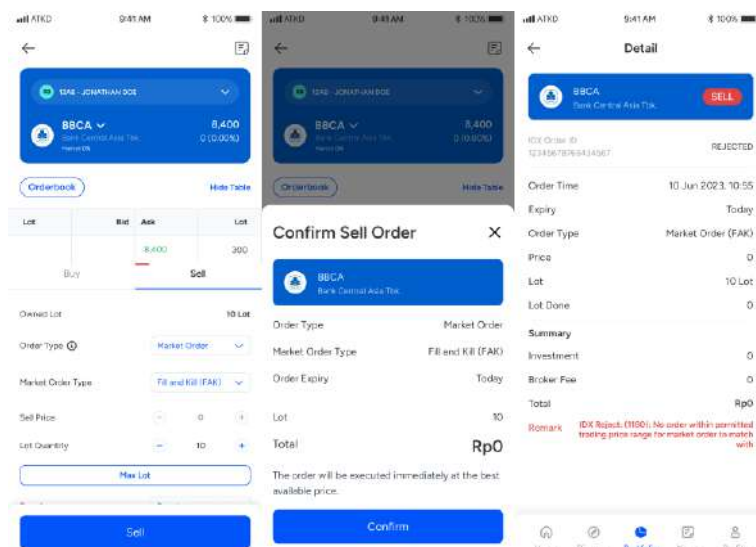 ATKD 9:41 AM 100%
12A8 - JONATHAN DOE
BBCA 8,400
Bank Central Asia Tbk. 0 (0.00%)
Orderbook Hide Table
Lot Bid Ask Lot
8,400 300
Buy Sell
Owned Lot 10 Lot
Order Type Market Order
Market Order Type Fill and Kill (FAK)
Sell Price 0
Lot Quantity 10
Max Lot
Sell
ATKD 9:41 AM 100%
12A8 - JONATHAN DOE
BBCA 8,400
Bank Central Asia Tbk. 0 (0.00%)
Orderbook Hide Table
Confirm Sell Order
BBCA
Bank Central Asia Tbk.
Order Type Market Order
Market Order Type Fill and Kill (FAK)
Order Expiry Today
Lot 10
Total Rp0
The order will be executed immediately at the best
available price.
Confirm
ATKD 9:41 AM 100%
Detail
BBCA SELL
Bank Central Asia Tbk.
IDX Order ID
REJECTED
Order Time 10 Jun 2023, 10:55
Expiry Today
Order Type Market Order (FAK)
Price 0
Lot 10 Lot
Lot Done 0
Summary
Investment 0
Broker Fee 0
Total Rp0
Remark IDX Reject: (1180): No order within permitted
trading price range for market order to match
with